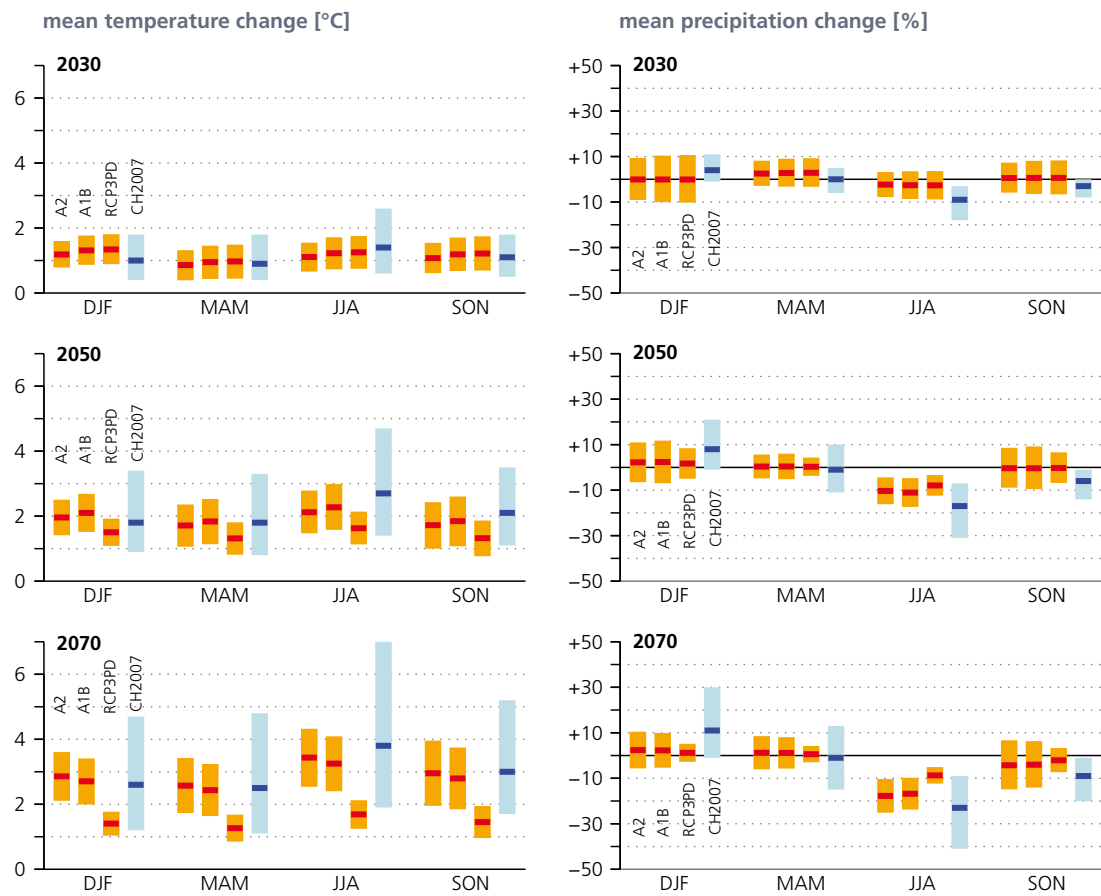 mean temperature change [°C]
mean precipitation change [%]
2030
6
4
2
0
A2
A1B
RCP3PD
CH2007
DJF
MAM
JJA
SON
2030
+50
+30
+10
−10
−30
−50
A2
A1B
RCP3PD
CH2007
DJF
MAM
JJA
SON
2050
6
4
2
0
A2
A1B
RCP3PD
CH2007
DJF
MAM
JJA
SON
2050
+50
+30
+10
−10
−30
−50
A2
A1B
RCP3PD
CH2007
DJF
MAM
JJA
SON
2070
6
4
2
0
A2
A1B
RCP3PD
CH2007
DJF
MAM
JJA
SON
2070
+50
+30
+10
−10
−30
−50
A2
A1B
RCP3PD
CH2007
DJF
MAM
JJA
SON